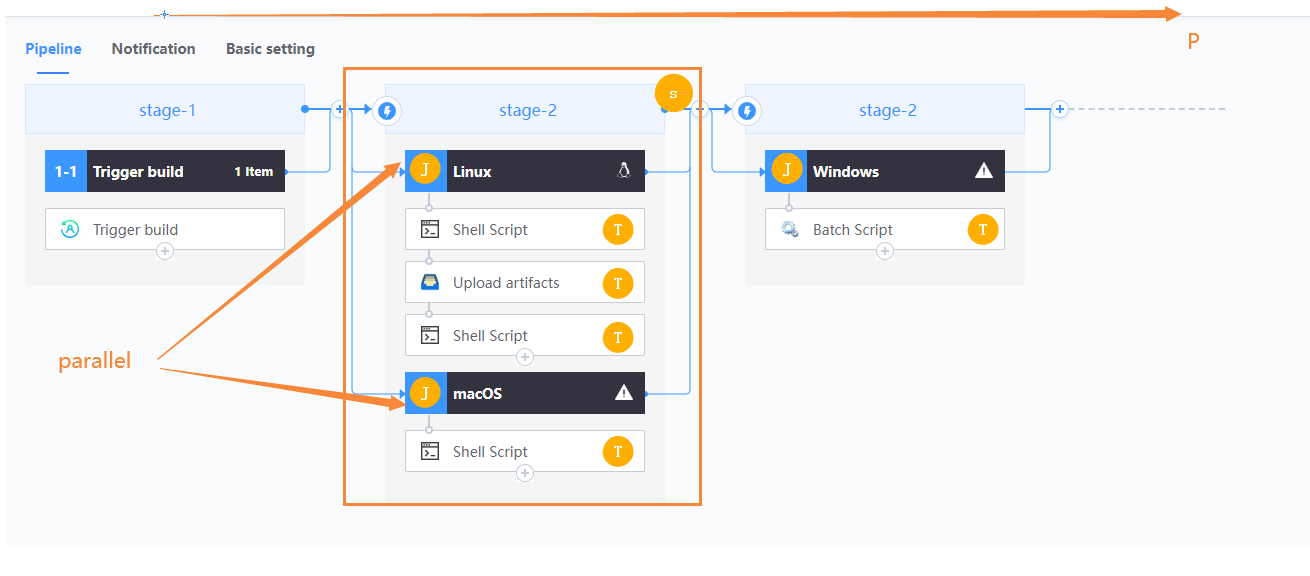 P
Pipeline Notification Basic setting
stage-1
1-1 Trigger build 1 Item
Trigger build
s
stage-2
J Linux
Shell Script T
Upload artifacts T
Shell Script T
J macOS
Shell Script T
stage-2
J Windows
Batch Script T
parallel